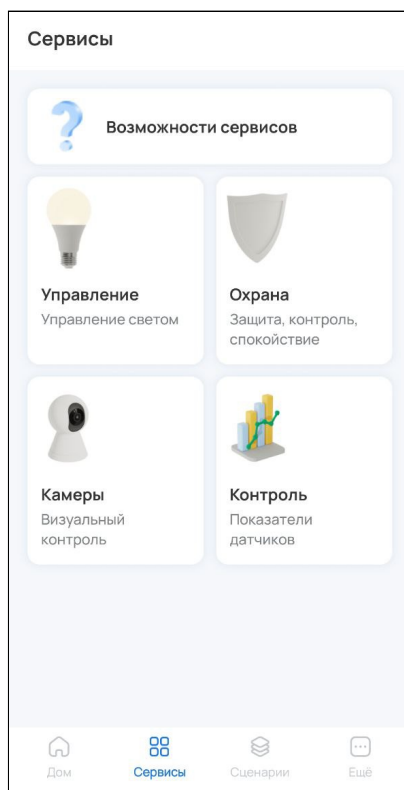 Сервисы
Возможности сервисов
Управление
Управление светом
Охрана
Защита, контроль,
спокойствие
Камеры
Визуальный
контроль
Контроль
Показатели
датчиков
Дом
Сервисы
Сценарии
Ещё